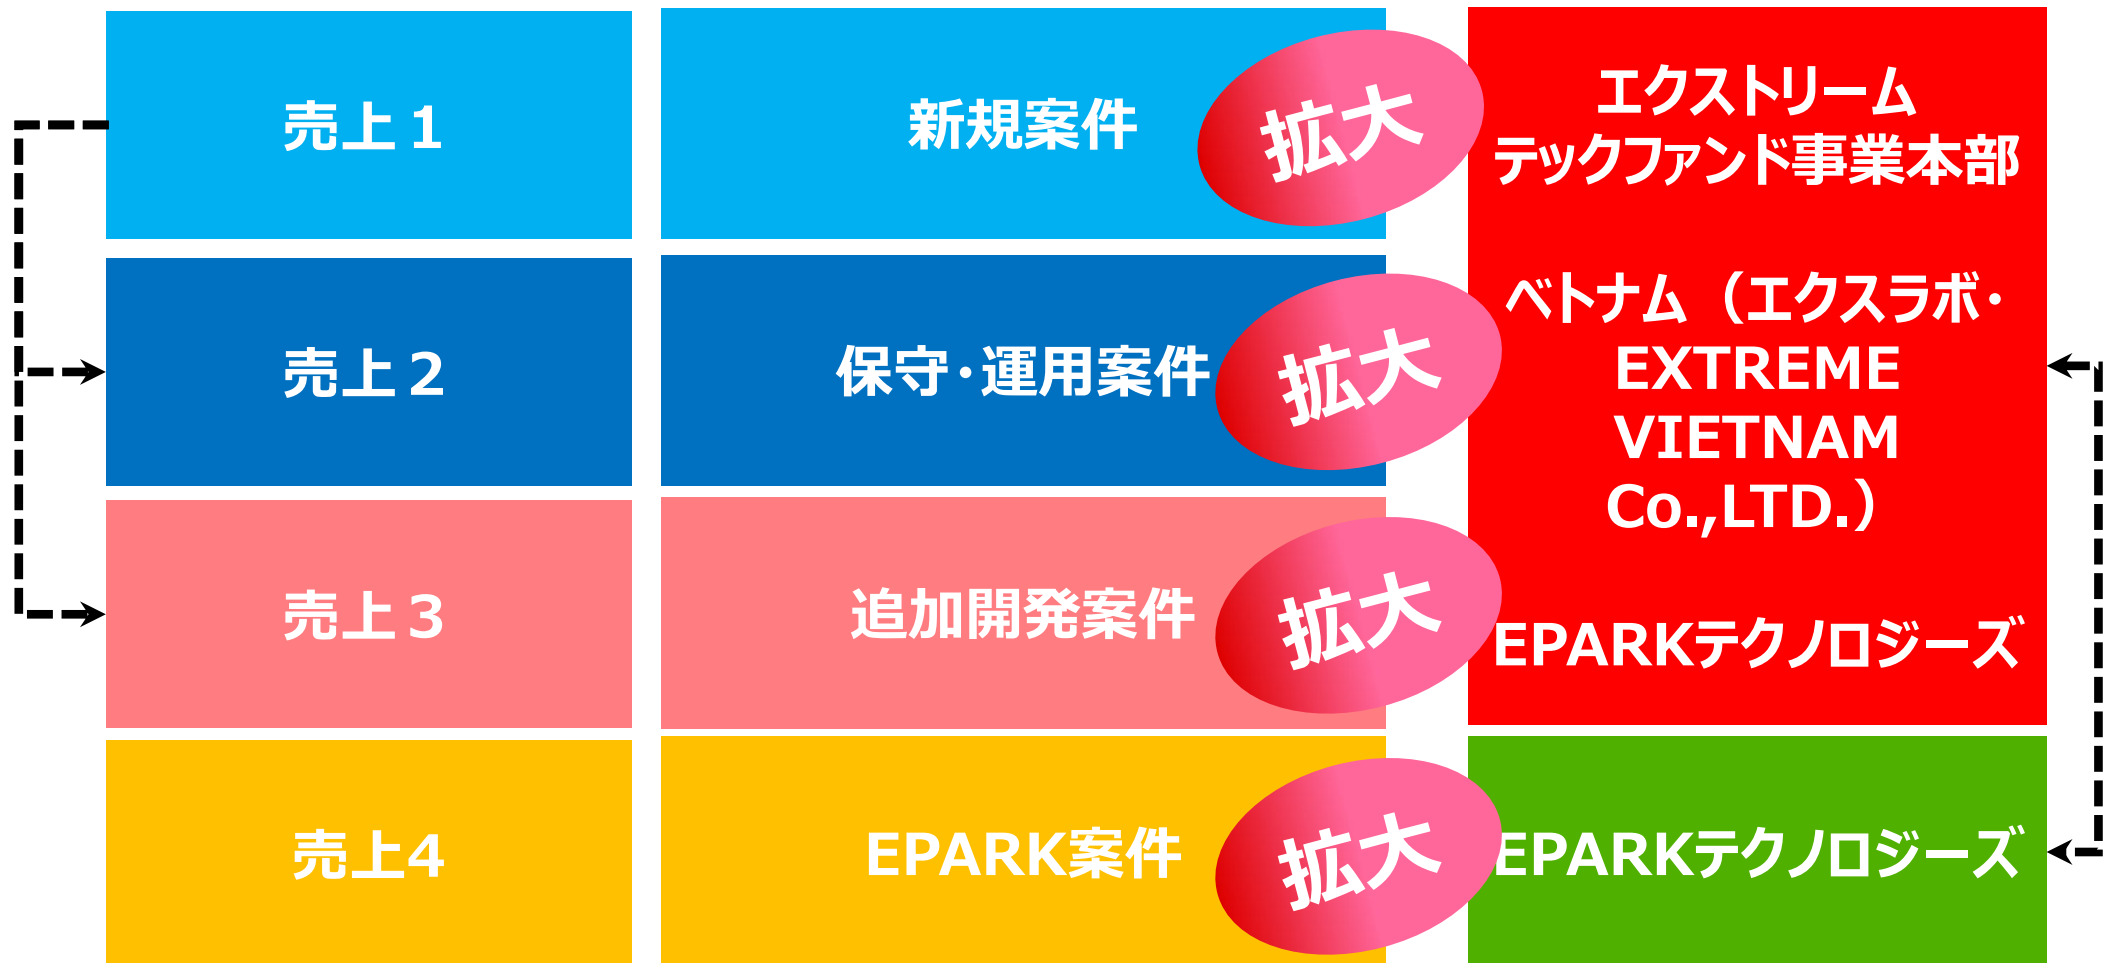 売上１
新規案件
拡大
売上２
保守・運用案件
拡大
売上３
追加開発案件
拡大
売上4
EPARK案件
拡大
エクストリーム
テックファンド事業本部
ベトナム（エクスラボ・
EXTREME
VIETNAM
Co.,LTD.）
EPARKテクノロジーズ
EPARKテクノロジーズ